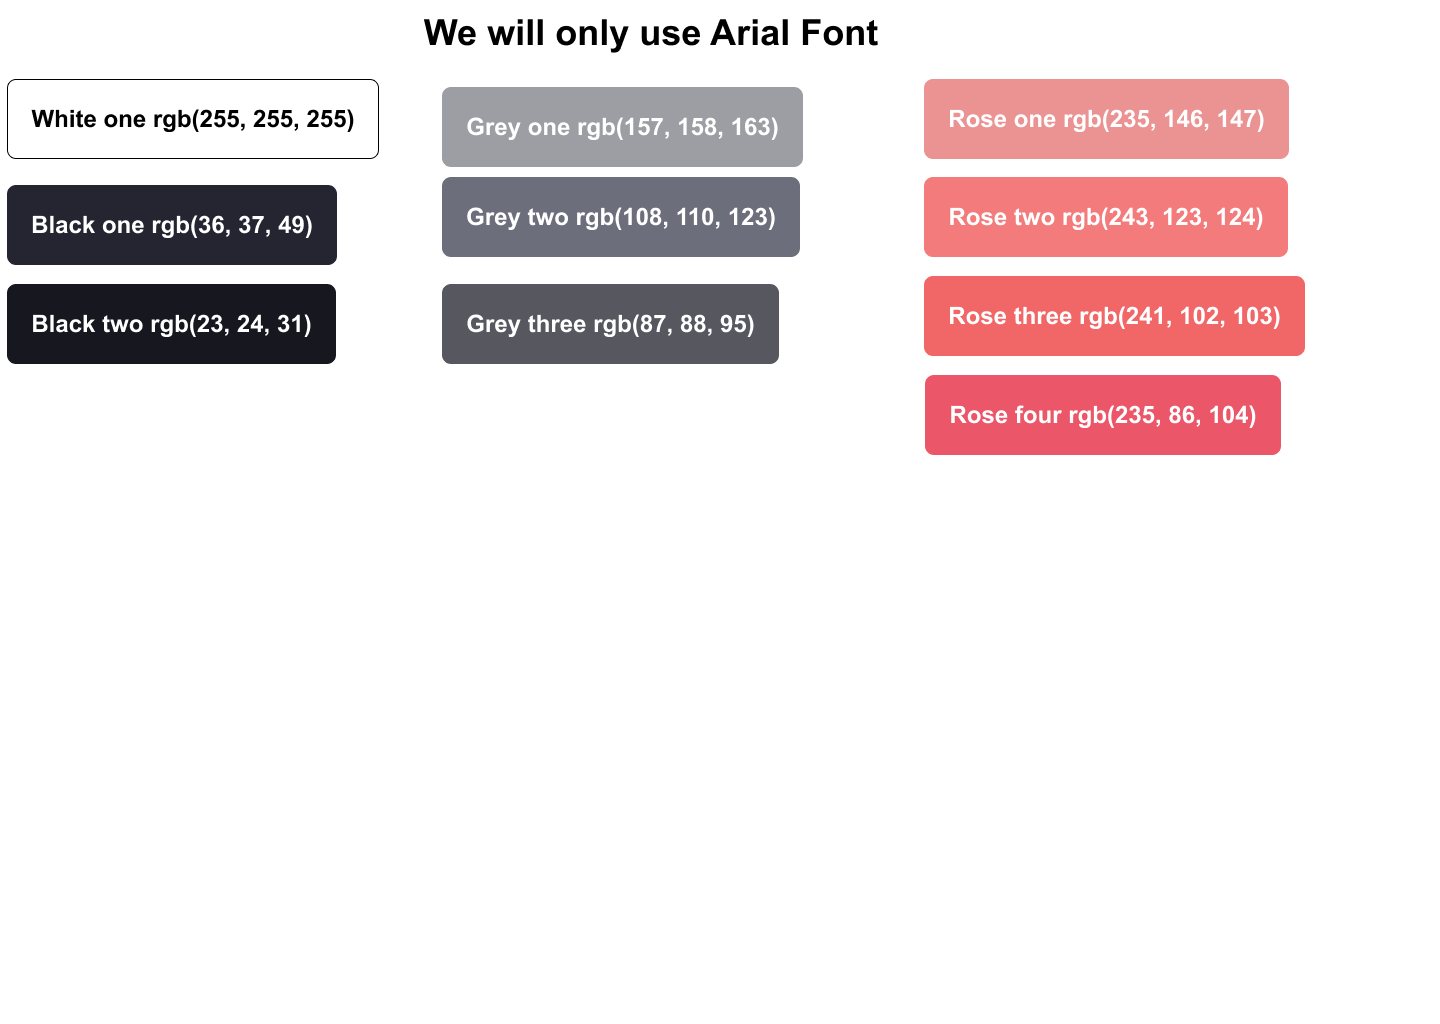 We will only use Arial Font
White one rgb(255, 255, 255)
Black one rgb(36, 37, 49)
Black two rgb(23, 24, 31)
Grey one rgb(157, 158, 163)
Grey two rgb(108, 110, 123)
Grey three rgb(87, 88, 95)
Rose one rgb(235, 146, 147)
Rose two rgb(243, 123, 124)
Rose three rgb(241, 102, 103)
Rose four rgb(235, 86, 104)